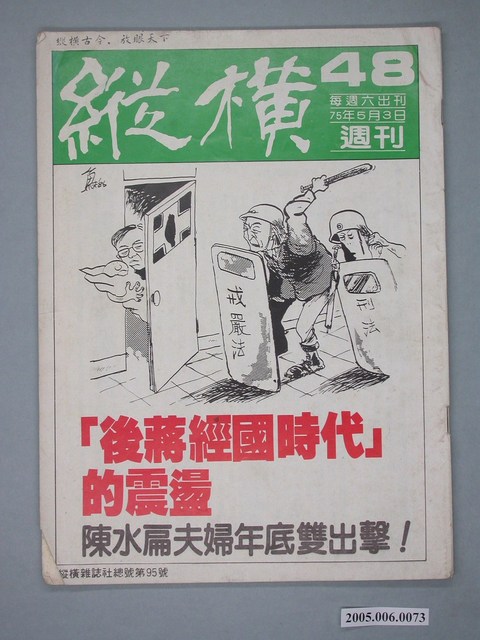 縱橫古今．放眼天下
縱橫
48
每週六出刊
75年5月3日
週刊
戒嚴法
「後蔣經國時代」
的震盪
陳水扁夫婦年底雙出擊！
縱橫雜誌社總號第95號
2005.006.0073